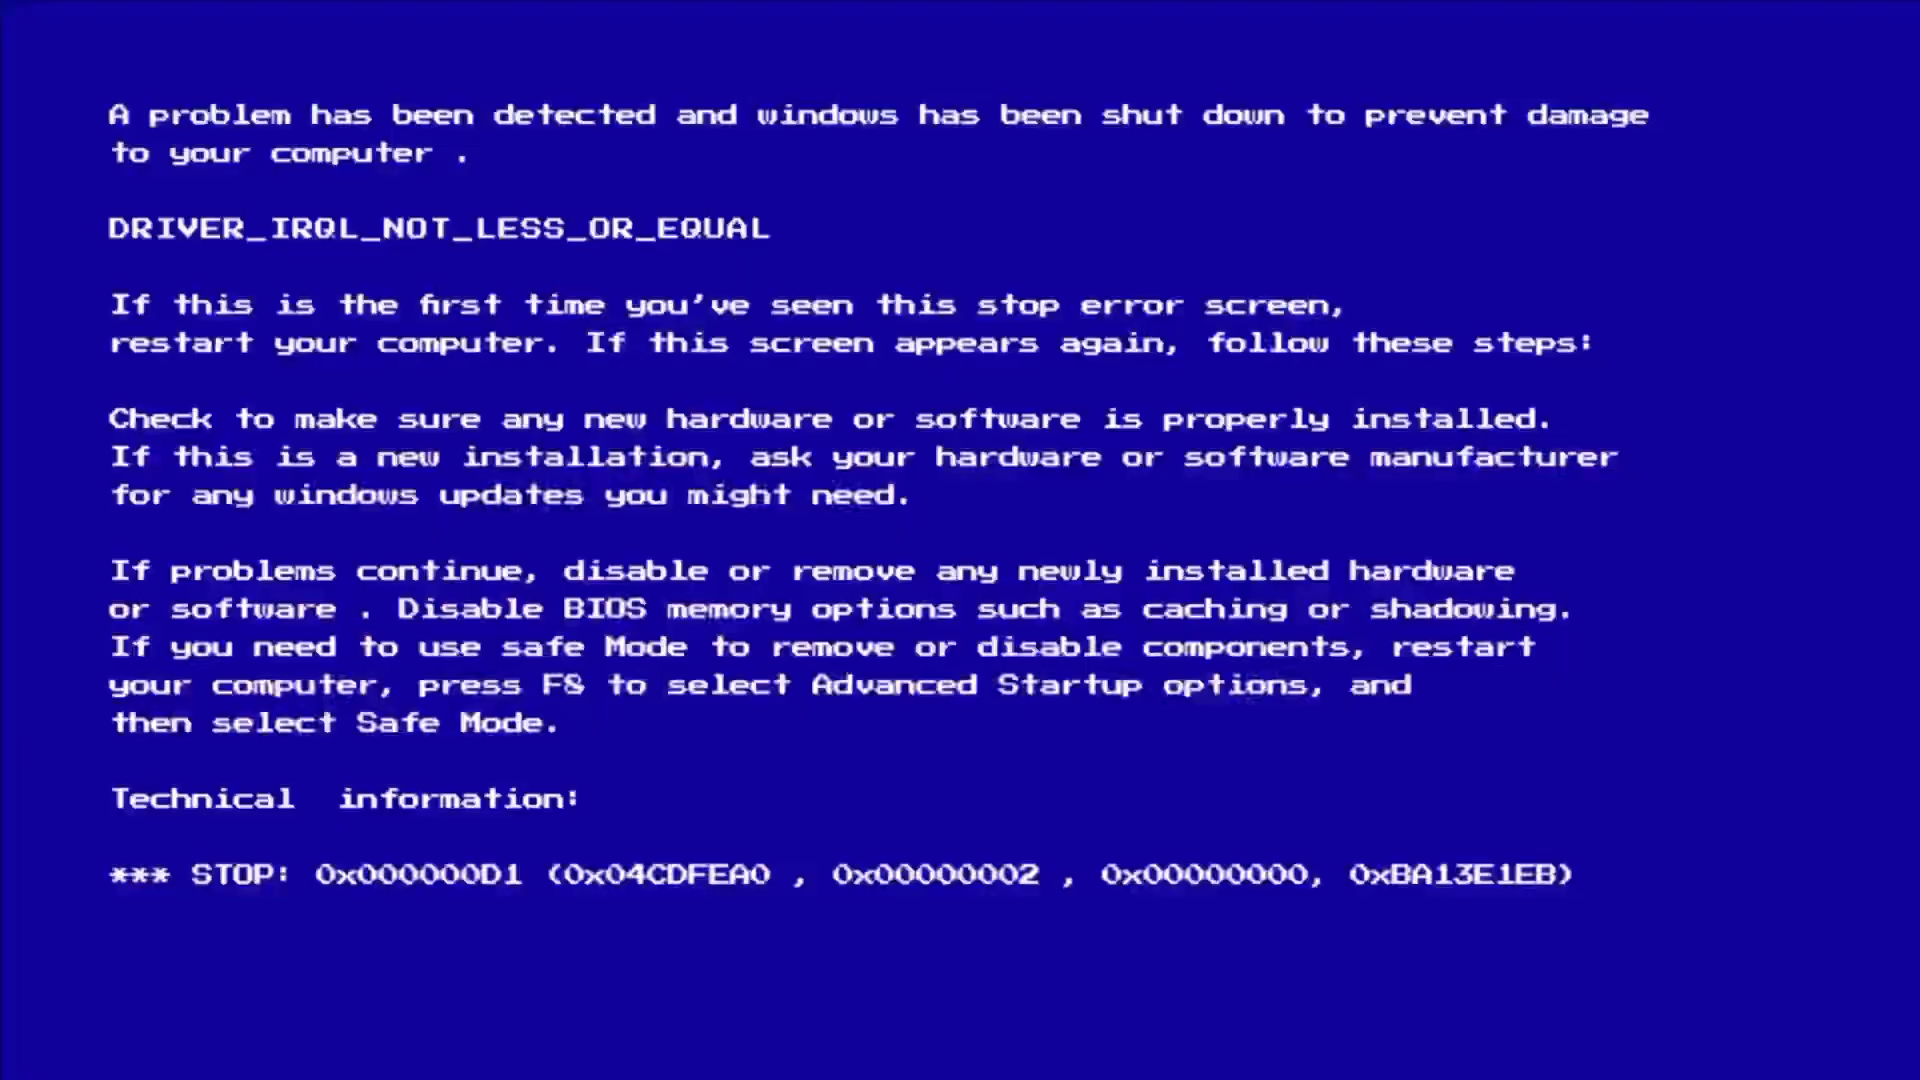 A problem has been detected and windows has been shut down to prevent damage
to your computer .
DRIVER_IRQL_NOT_LESS_OR_EQUAL
If this is the first time you've seen this stop error screen,
restart your computer. If this screen appears again, follow these steps:
Check to make sure any new hardware or software is properly installed.
If this is a new installation, ask your hardware or software manufacturer
for any windows updates you might need.
If problems continue, disable or remove any newly installed hardware
or software . Disable BIOS memory options such as caching or shadowing.
If you need to use safe Mode to remove or disable components, restart
your computer, press F& to select Advanced Startup options, and
then select Safe Mode.
Technical  information:
*** STOP: 0x000000D1 (0x04CDFEA0 , 0x00000002 , 0x00000000, 0xBA13E1EB)